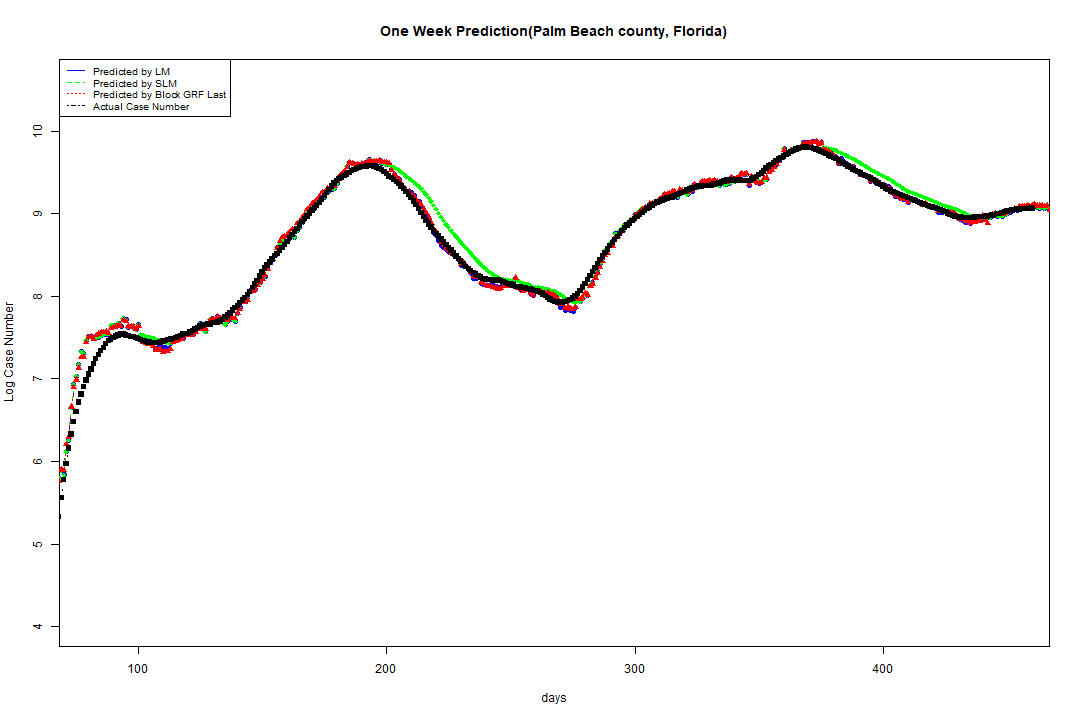 One Week Prediction(Palm Beach county, Florida)
Predicted by LM
Predicted by SLM
Predicted by Block GRF Last
Actual Case Number
10
9
8
7
6
5
4
Log Case Number
100 200 300 400
days